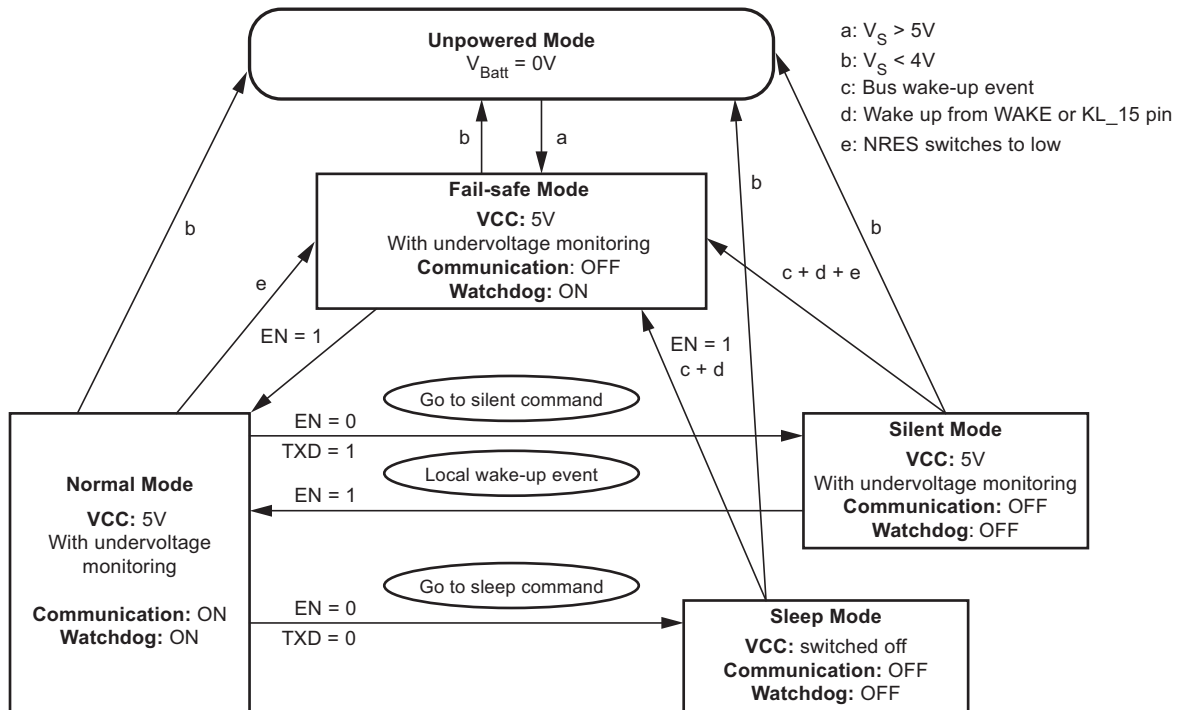 Unpowered Mode
V_Batt = 0V
a: V_S > 5V
b: V_S < 4V
c: Bus wake-up event
d: Wake up from WAKE or KL_15 pin
e: NRES switches to low
b
a
b
b
b
Fail-safe Mode
VCC: 5V
With undervoltage monitoring
Communication: OFF
Watchdog: ON
e
c + d + e
EN = 1
EN = 1
c + d
Go to silent command
EN = 0
TXD = 1
Local wake-up event
EN = 1
Silent Mode
VCC: 5V
With undervoltage monitoring
Communication: OFF
Watchdog: OFF
Normal Mode
VCC: 5V
With undervoltage
monitoring
Communication: ON
Watchdog: ON
Go to sleep command
EN = 0
TXD = 0
Sleep Mode
VCC: switched off
Communication: OFF
Watchdog: OFF